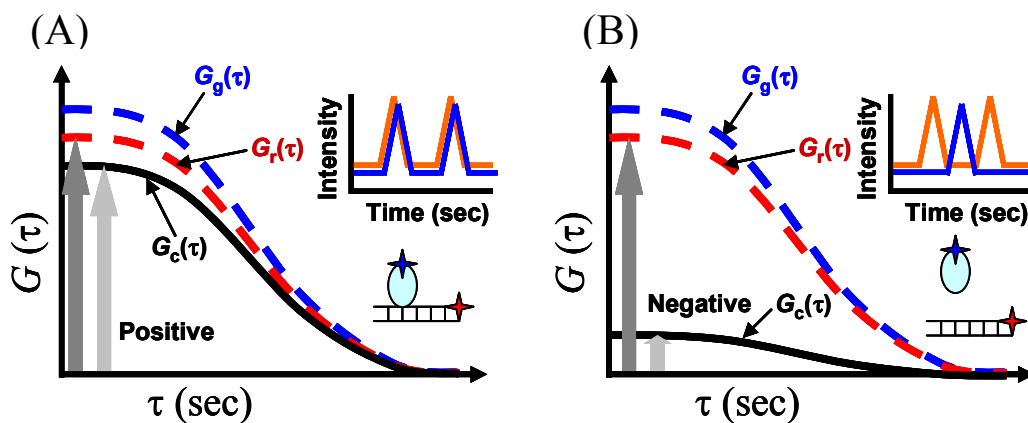 (A)
G (τ)
Gg(τ)
Gr(τ)
Gc(τ)
Positive
Intensity
Time (sec)
τ (sec)
(B)
G (τ)
Gg(τ)
Gr(τ)
Gc(τ)
Negative
Intensity
Time (sec)
τ (sec)